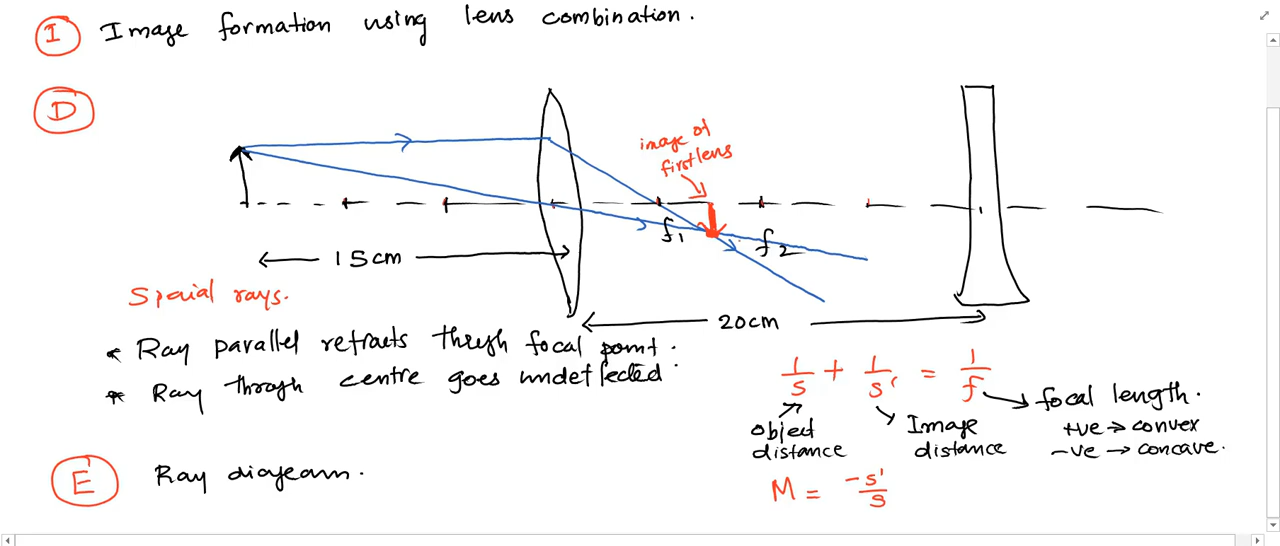 I Image formation using lens combination.
D
image of
first lens
f1
f2
15cm
Special rays.
20cm
* Ray parallel refracts through focal point.
* Ray through centre goes undeflected.
1/s + 1/s' = 1/f
focal length.
+ve → convex
-ve → concave.
Object
distance
Image
distance
E Ray diagram.
M = -s'/s